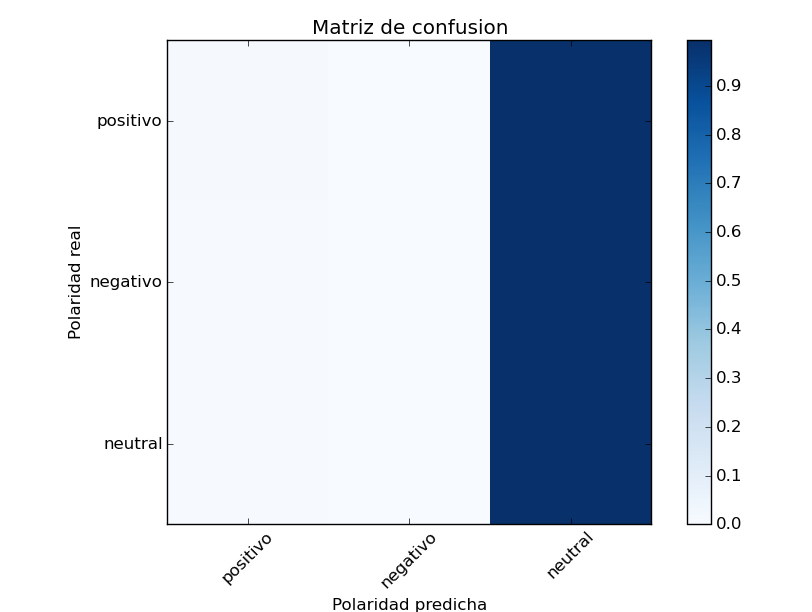 Matriz de confusion
Polaridad real
positivo
negativo
neutral
positivo
negativo
neutral
Polaridad predicha
0.9
0.8
0.7
0.6
0.5
0.4
0.3
0.2
0.1
0.0